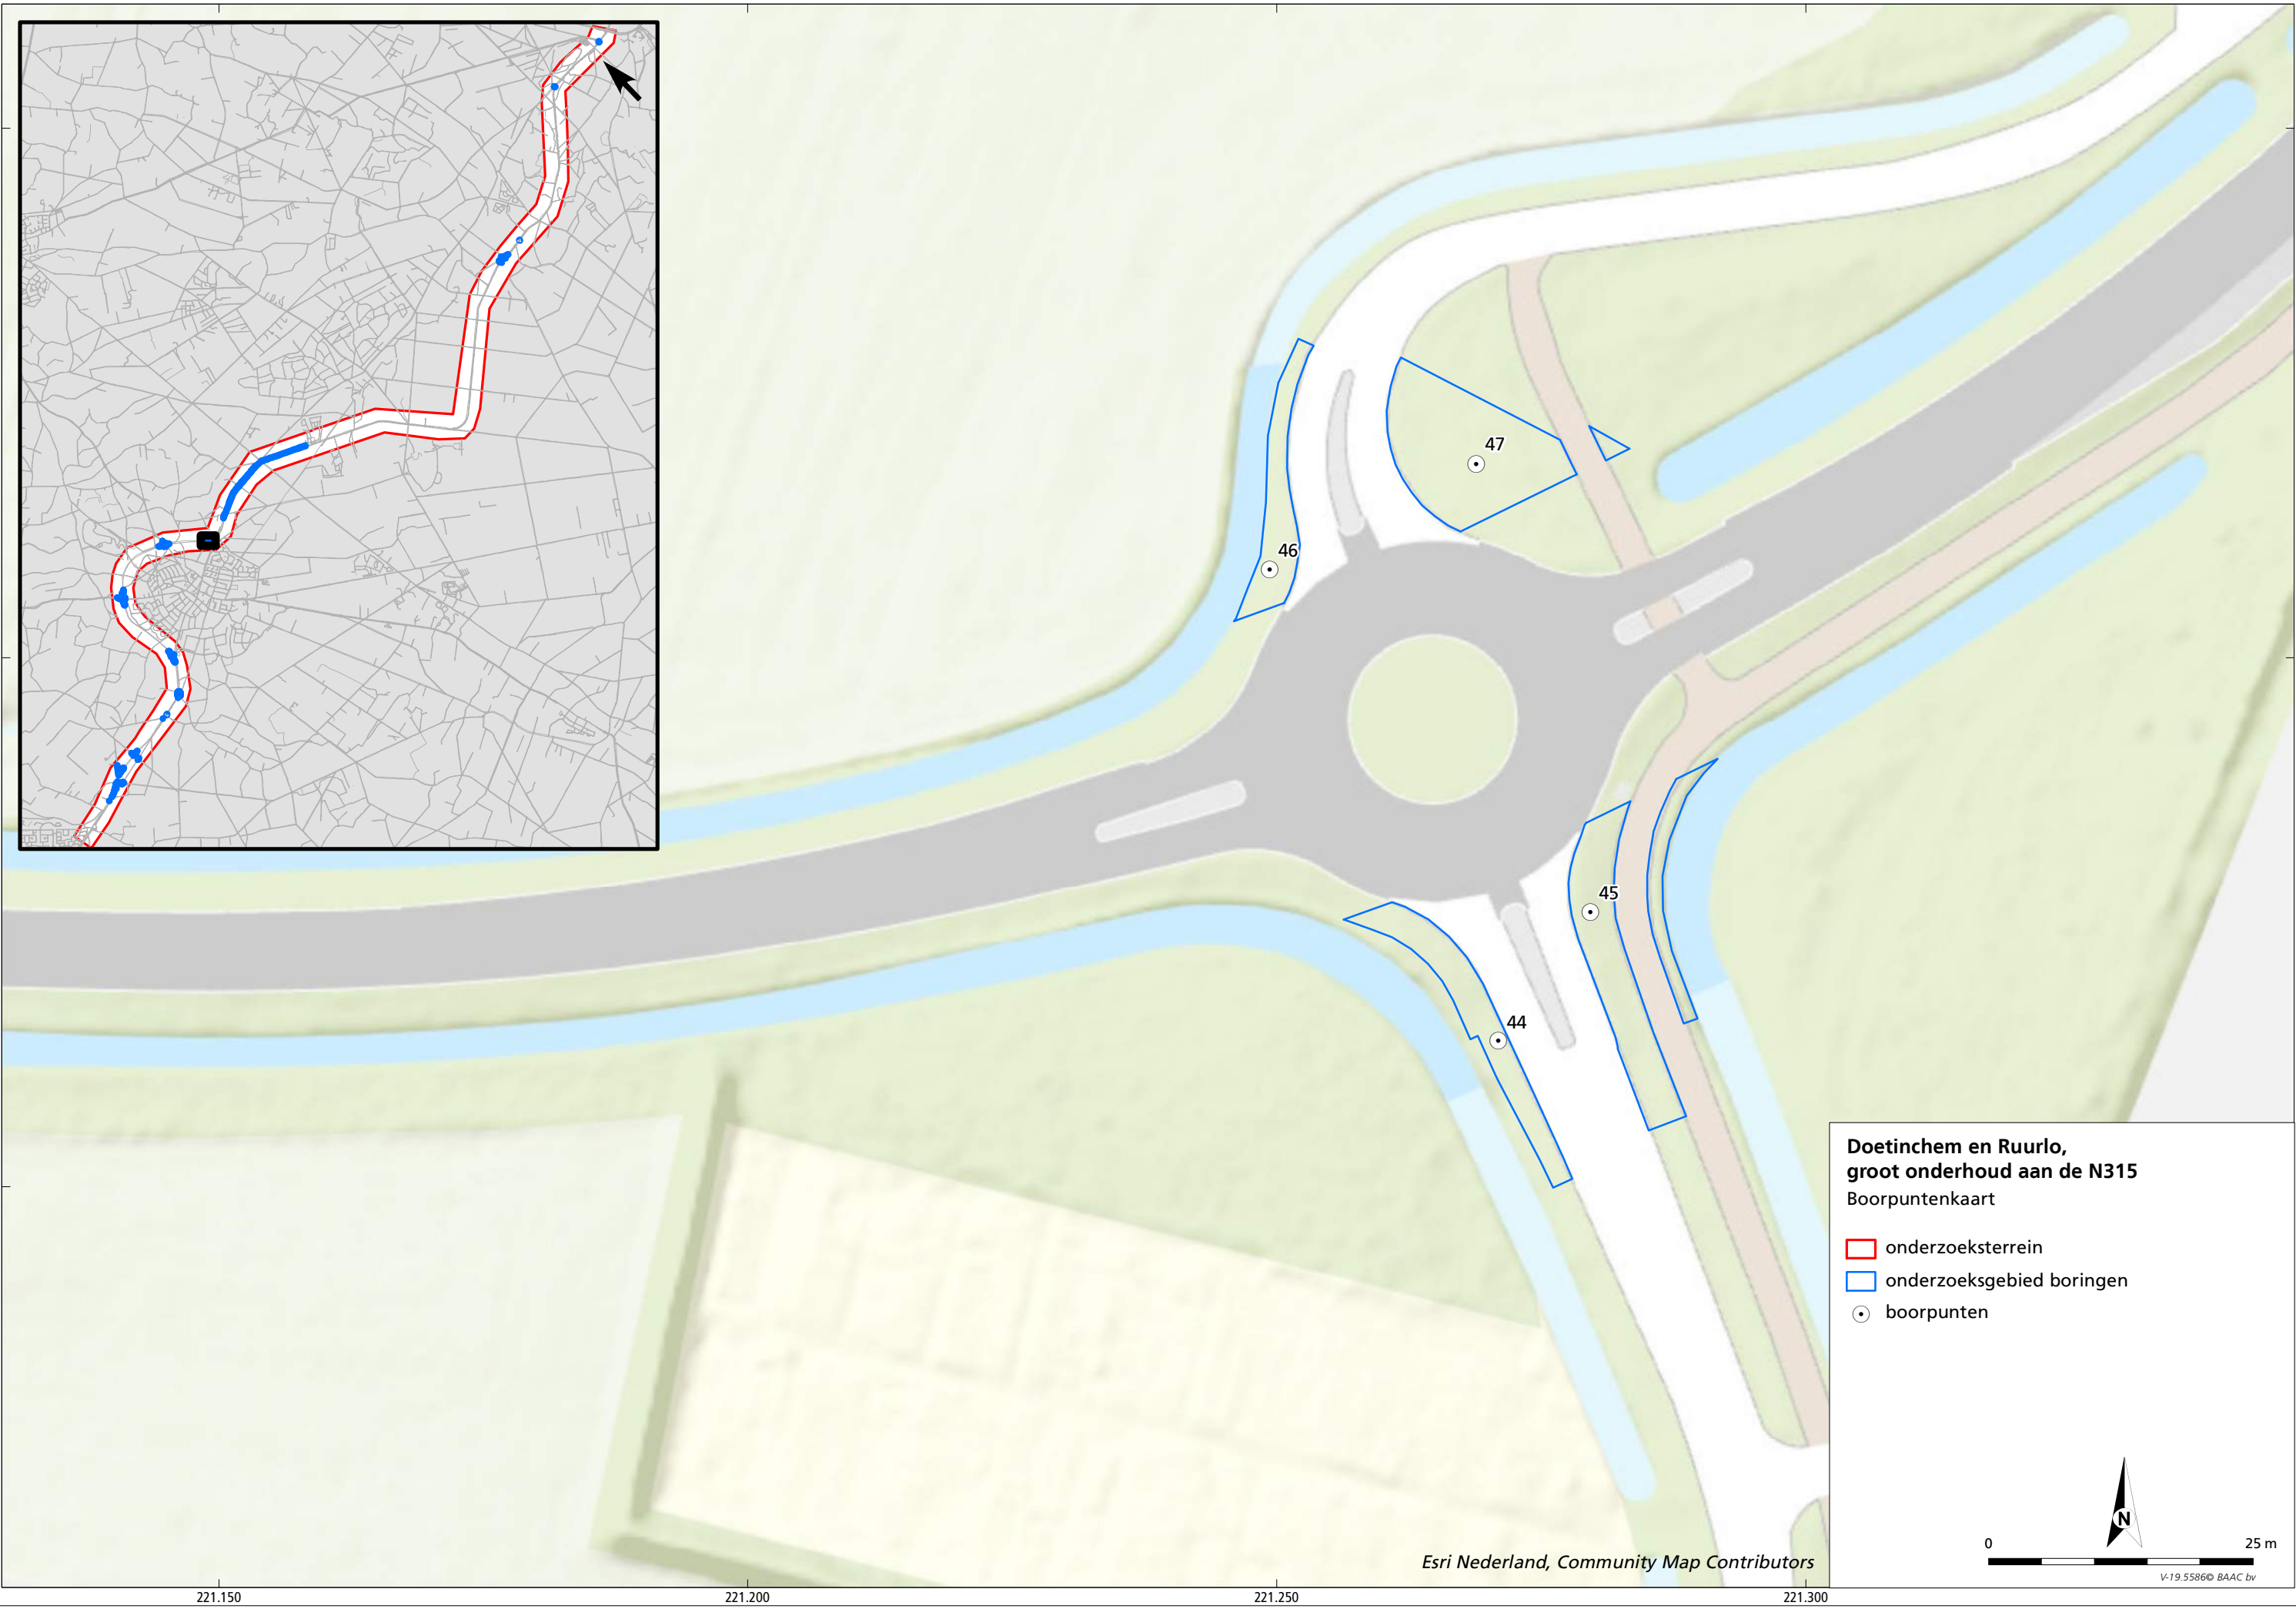 47
46
45
44
Doetinchem en Ruurlo,
groot onderhoud aan de N315
Boorpuntenkaart
onderzoeksterrein
onderzoeksgebied boringen
boorpunten
N
0 25 m
V-19.5586© BAAC bv
Esri Nederland, Community Map Contributors
221.150 221.200 221.250 221.300